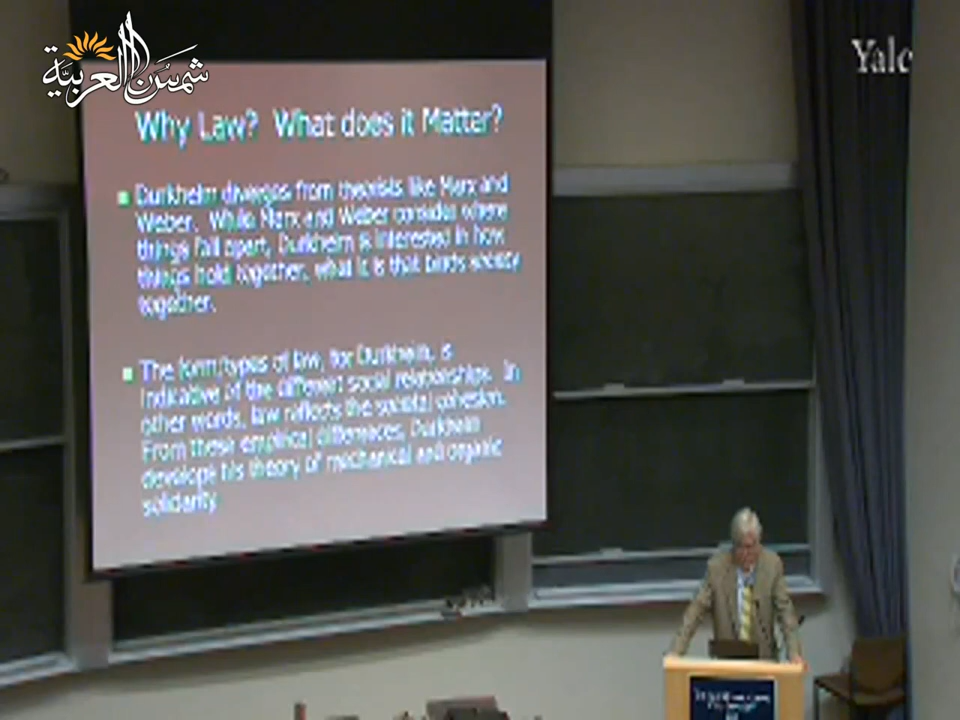 شمس العربية
Yale
Why Law? What does it Matter?
Durkheim diverges from theorists like Marx and
Weber. While Marx and Weber consider where
things fall apart, Durkheim is interested in how
things hold together, what it is that binds society
together.
The form/types of law, for Durkheim, is
indicative of the different social relationships. In
other words, law reflects the societal cohesion.
From these empirical differences, Durkheim
develops his theory of mechanical and organic
solidarity